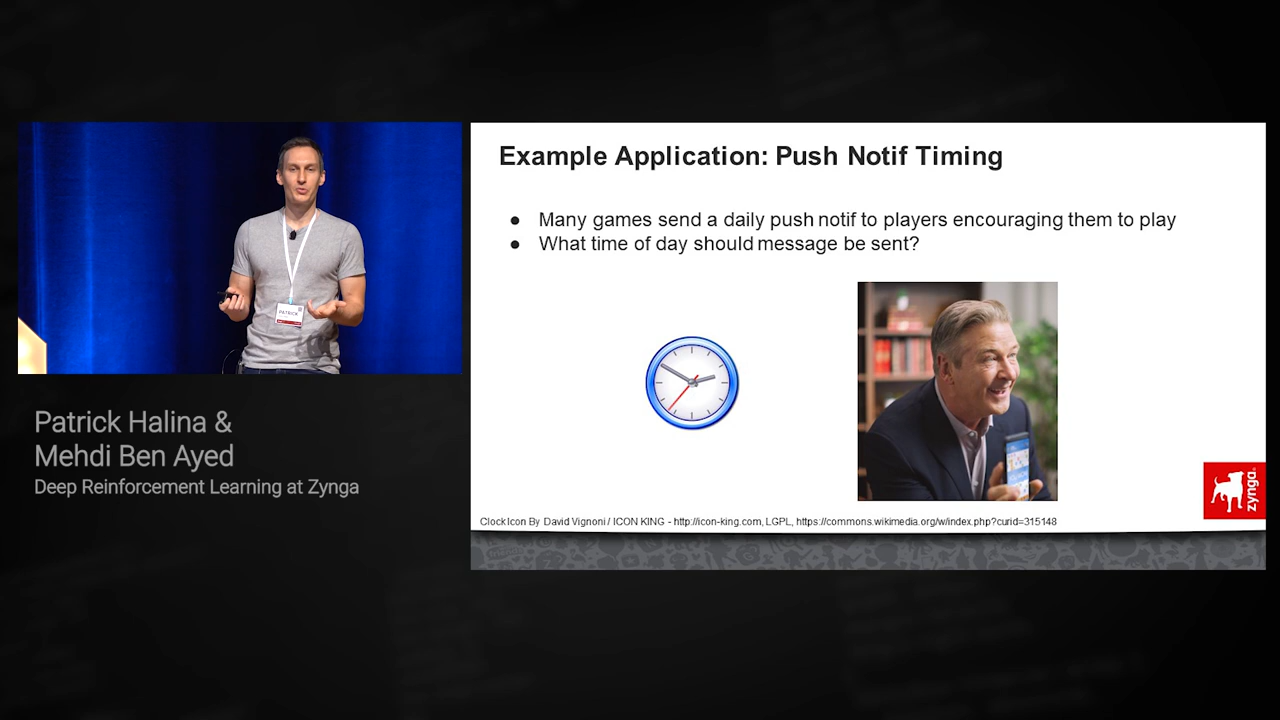 Example Application: Push Notif Timing
● Many games send a daily push notif to players encouraging them to play
● What time of day should message be sent?
PATRICK
Patrick Halina &
Mehdi Ben Ayed
Deep Reinforcement Learning at Zynga
zynga
Clock Icon By David Vignoni / ICON KING - http://icon-king.com, LGPL, https://commons.wikimedia.org/w/index.php?curid=315148